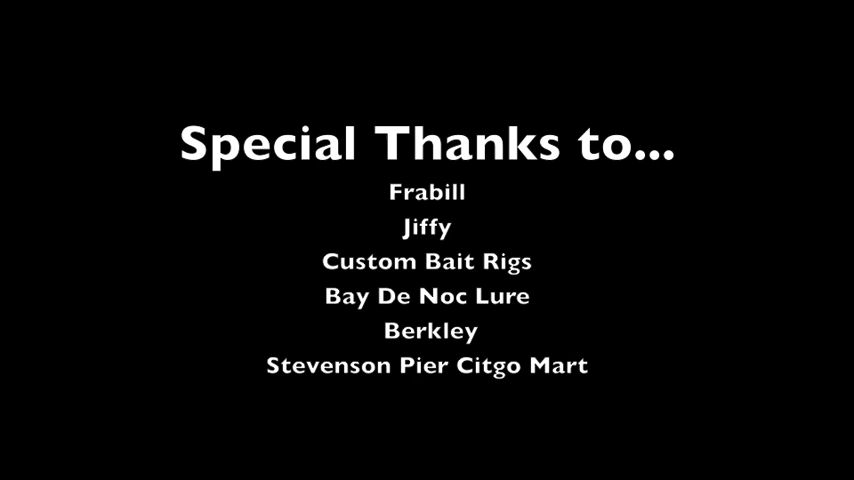 Special Thanks to...
Frabill
Jiffy
Custom Bait Rigs
Bay De Noc Lure
Berkley
Stevenson Pier Citgo Mart